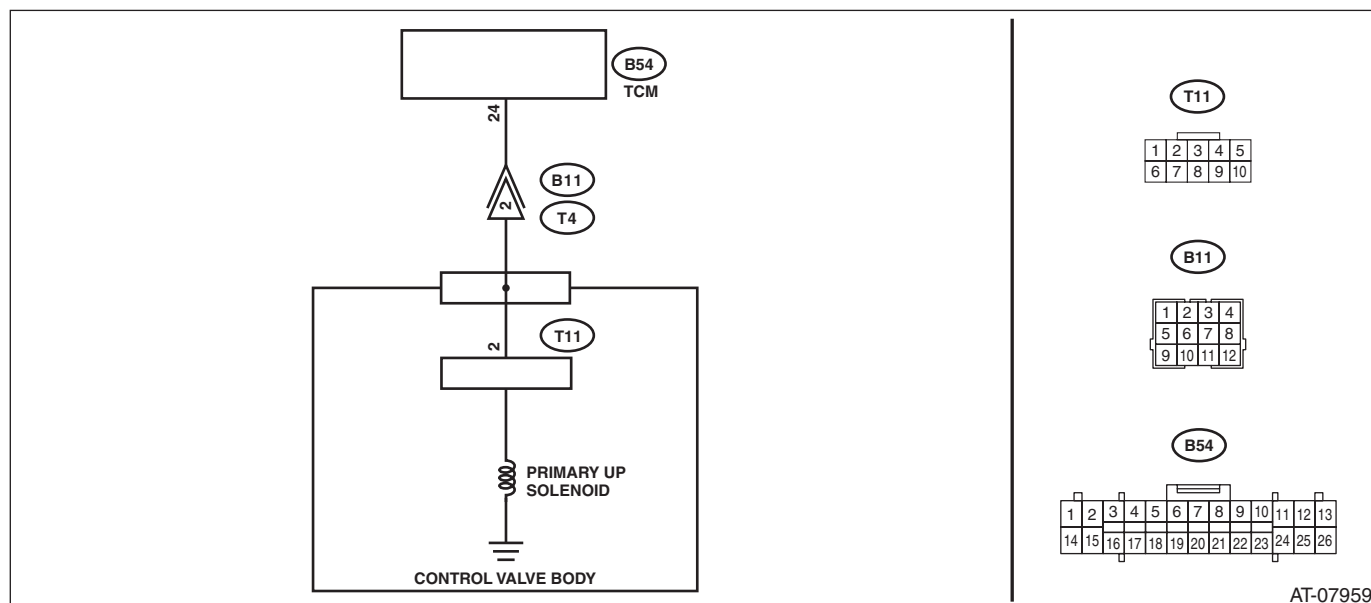 B54
TCM
24
B11
2
T4
T11
2
PRIMARY UP
SOLENOID
CONTROL VALVE BODY
T11
1 2 3 4 5
6 7 8 9 10
B11
1 2 3 4
5 6 7 8
9 10 11 12
B54
1 2 3 4 5 6 7 8 9 10 11 12 13
14 15 16 17 18 19 20 21 22 23 24 25 26
AT-07959